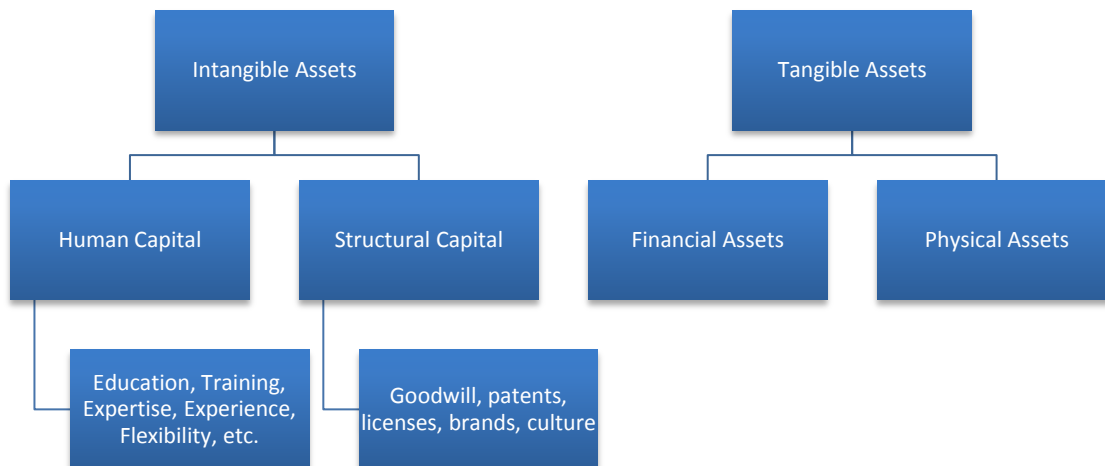 Intangible Assets
Tangible Assets
Human Capital
Structural Capital
Financial Assets
Physical Assets
Education, Training,
Expertise, Experience,
Flexibility, etc.
Goodwill, patents,
licenses, brands, culture